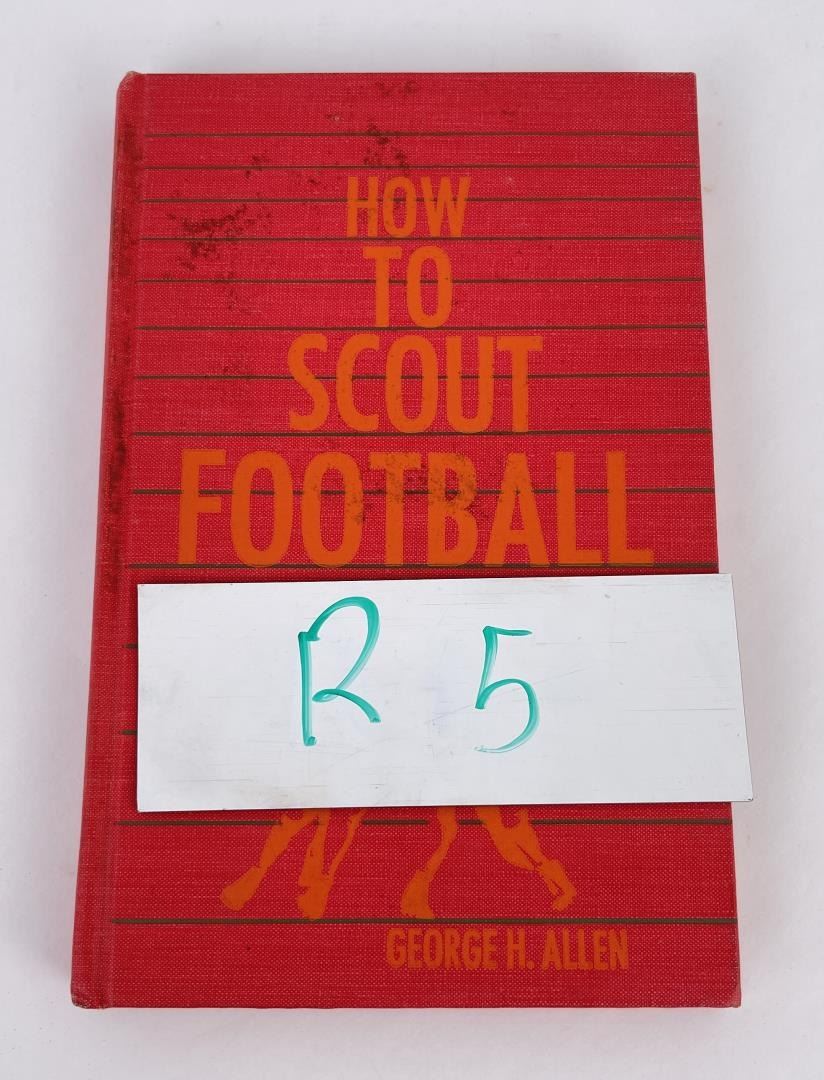 HOW
TO
SCOUT
FOOTBALL
R 5
GEORGE H. ALLEN